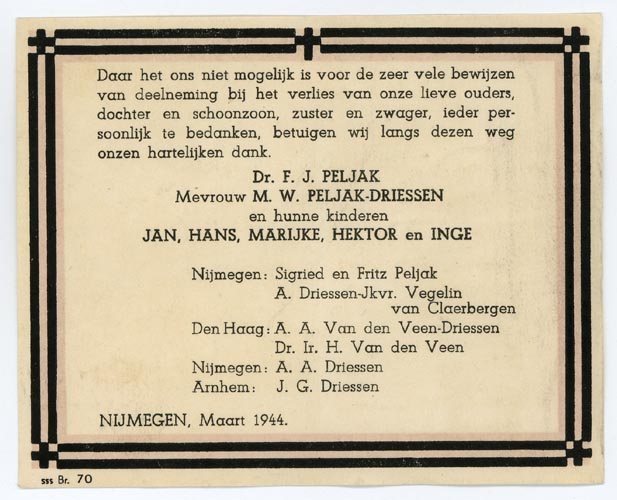 Daar het ons niet mogelijk is voor de zeer vele bewijzen
van deelneming bij het verlies van onze lieve ouders,
dochter en schoonzoon, zuster en zwager, ieder per-
soonlijk te bedanken, betuigen wij langs dezen weg
onzen hartelijken dank.
Dr. F. J. PELJAK
Mevrouw M. W. PELJAK-DRIESSEN
en hunne kinderen
JAN, HANS, MARIJKE, HEKTOR en INGE
Nijmegen: Sigried en Fritz Peljak
A. Driessen-Jkvr. Vegelin
van Claerbergen
Den Haag: A. A. Van den Veen-Driessen
Dr. Ir. H. Van den Veen
Nijmegen: A. A. Driessen
Arnhem: J. G. Driessen
NIJMEGEN, Maart 1944.
sss Br. 70